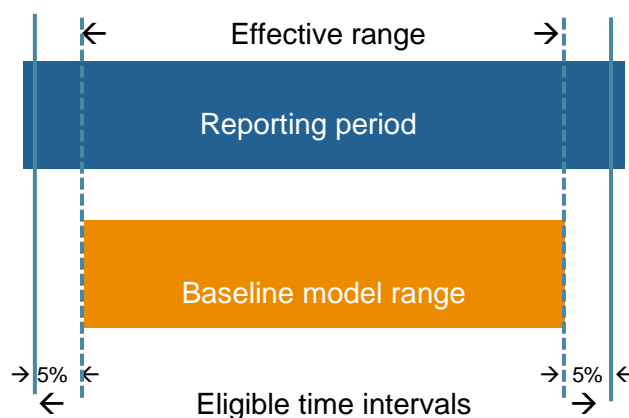 ← Effective range →
Reporting period
Baseline model range
→ 5% ← → 5% ←
← Eligible time intervals →